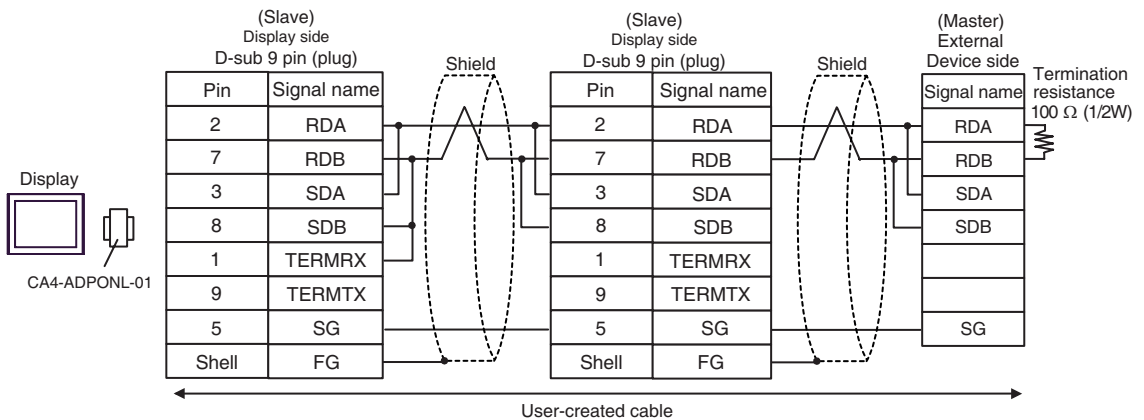 (Slave)
Display side
D-sub 9 pin (plug)
Shield
(Slave)
Display side
D-sub 9 pin (plug)
Shield
(Master)
External
Device side
Termination
resistance
100 Ω (1/2W)
Pin Signal name Pin Signal name Signal name
2 RDA 2 RDA RDA
7 RDB 7 RDB RDB
3 SDA 3 SDA SDA
8 SDB 8 SDB SDB
1 TERMRX 1 TERMRX
9 TERMTX 9 TERMTX
5 SG 5 SG SG
Shell FG Shell FG
Display
CA4-ADPONL-01
User-created cable